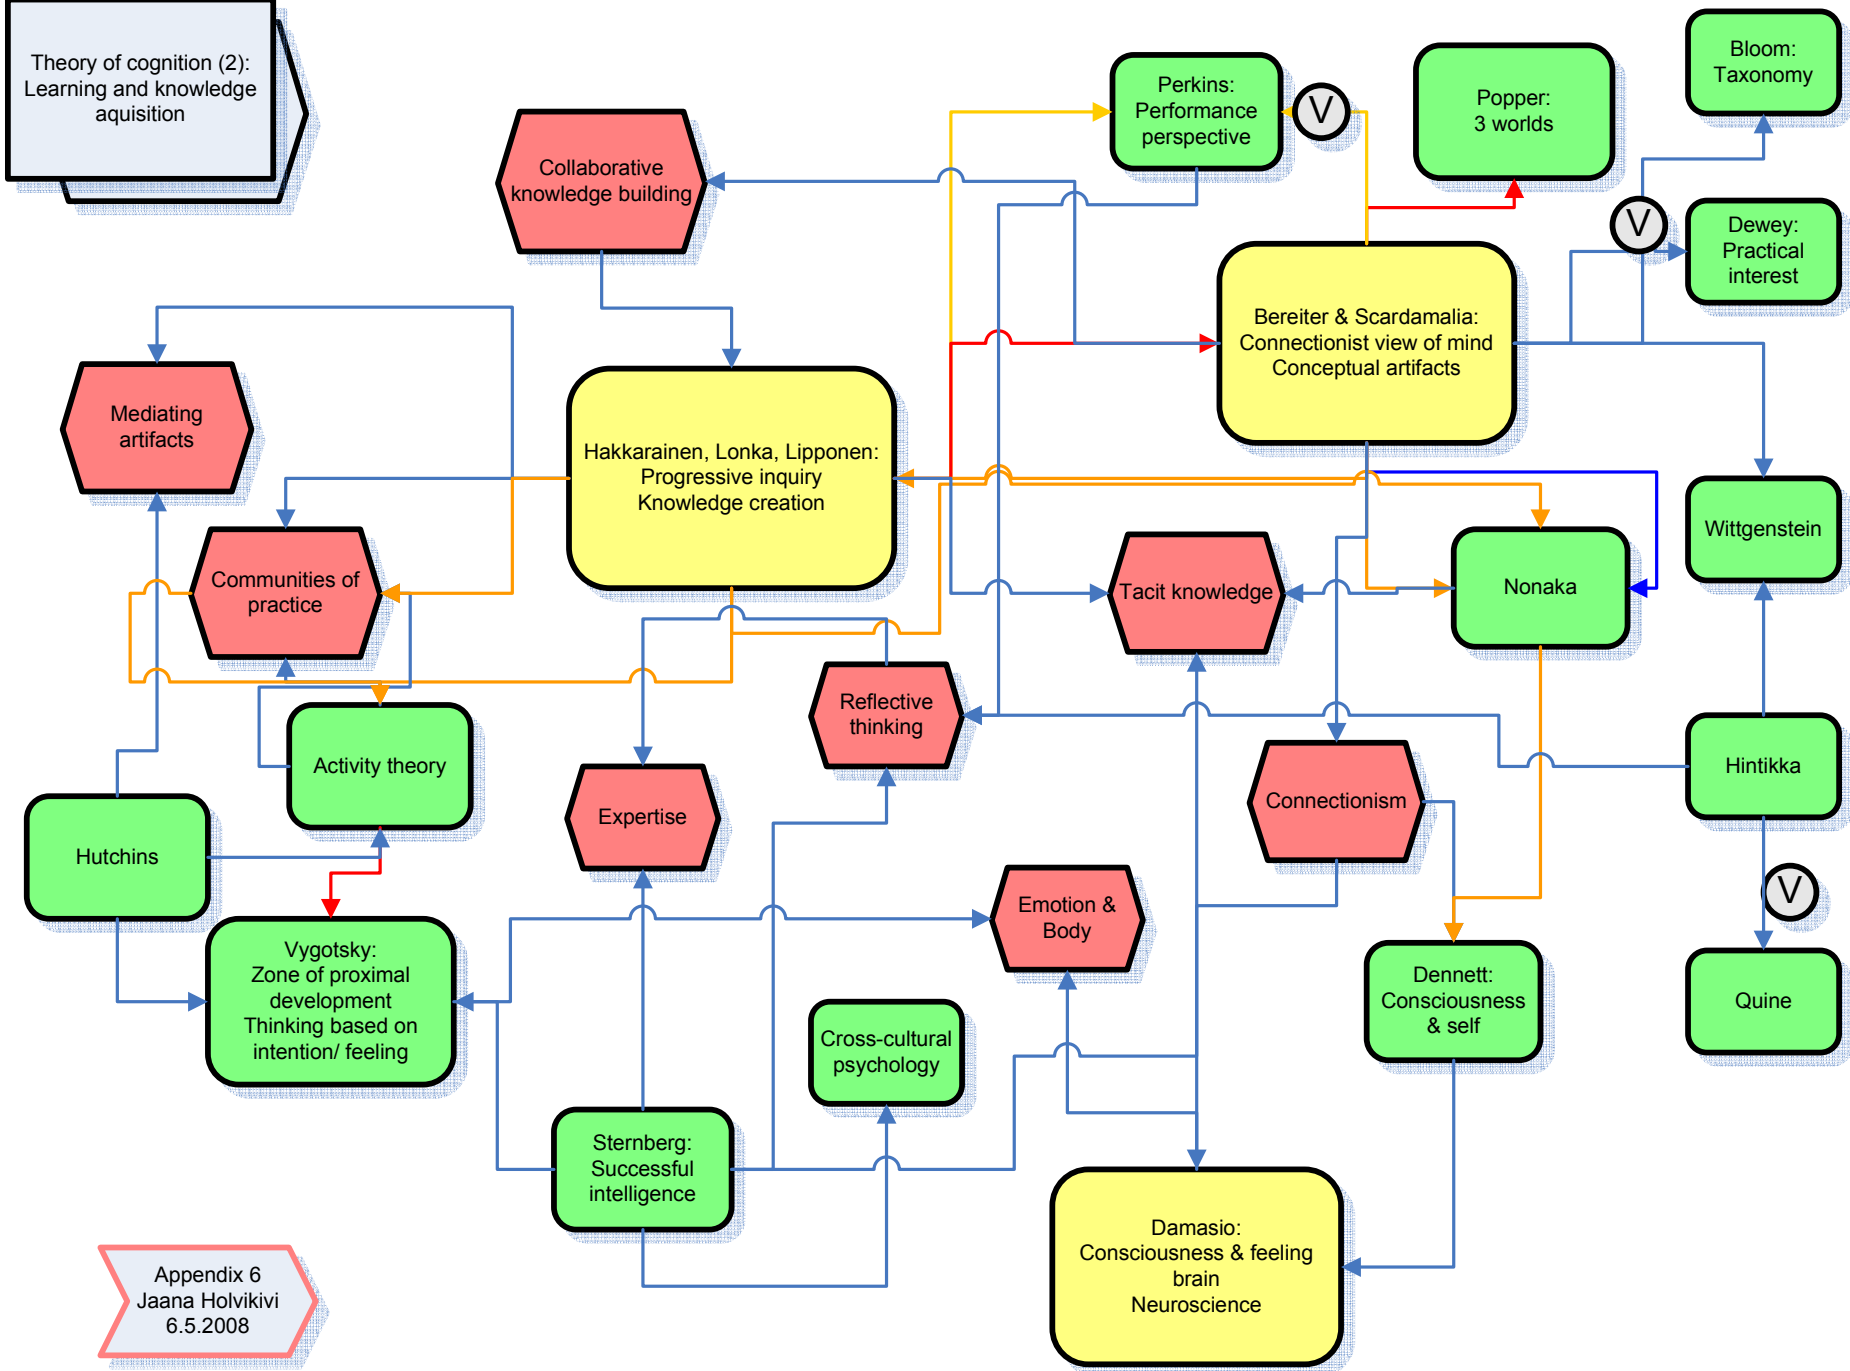 Theory of cognition (2):
Learning and knowledge
aquisition
Bloom:
Taxonomy
Perkins:
Performance
perspective
V
Popper:
3 worlds
Collaborative
knowledge building
V
Dewey:
Practical
interest
Bereiter & Scardamalia:
Connectionist view of mind
Conceptual artifacts
Mediating
artifacts
Hakkarainen, Lonka, Lipponen:
Progressive inquiry
Knowledge creation
Wittgenstein
Communities of
practice
Tacit knowledge
Nonaka
Reflective
thinking
Activity theory
Hintikka
Expertise
Connectionism
Hutchins
V
Emotion &
Body
Vygotsky:
Zone of proximal
development
Thinking based on
intention/ feeling
Dennett:
Consciousness
& self
Quine
Cross-cultural
psychology
Sternberg:
Successful
intelligence
Damasio:
Consciousness & feeling
brain
Neuroscience
Appendix 6
Jaana Holvikivi
6.5.2008